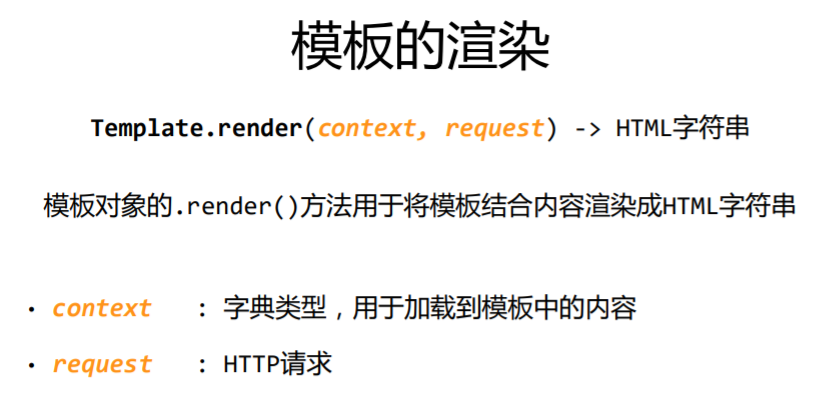 模板的渲染
Template.render(context, request) -> HTML字符串
模板对象的.render()方法用于将模板结合内容渲染成HTML字符串
· context : 字典类型，用于加载到模板中的内容
· request : HTTP请求